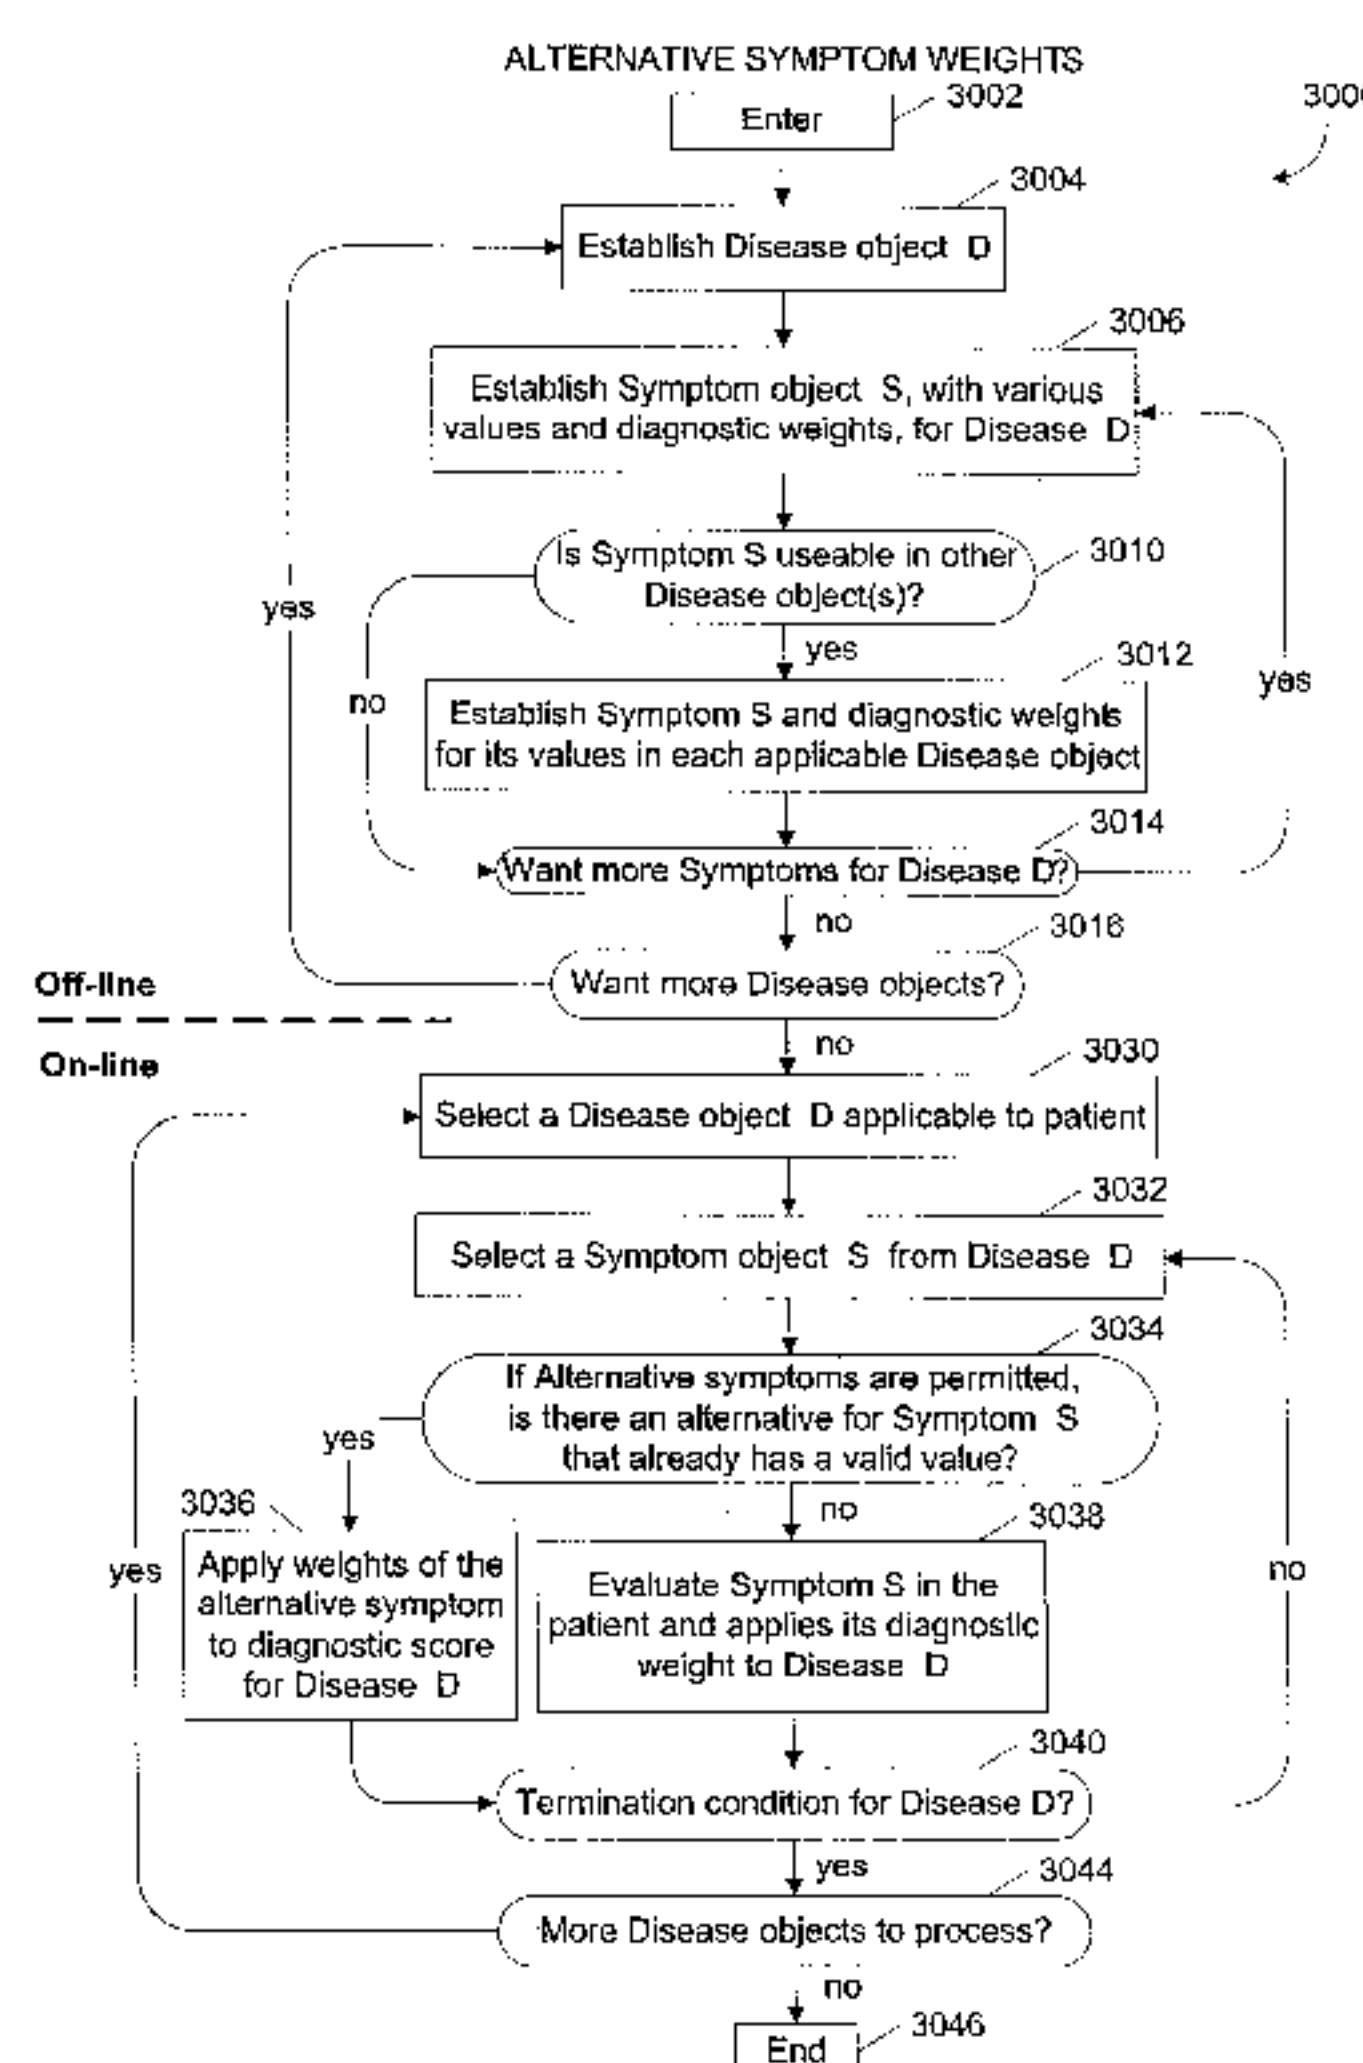 ALTERNATIVE SYMPTOM WEIGHTS
Enter
3002
3004
Establish Disease object D
3006
Establish Symptom object S, with various
values and diagnostic weights, for Disease D
Is Symptom S useable in other
Disease object(s)?
3010
yes
yes
no
yes
3012
Establish Symptom S and diagnostic weights
for its values in each applicable Disease object
3014
Want more Symptoms for Disease D?
no
3016
Want more Disease objects?
Off-line
On-line
no
3030
Select a Disease object D applicable to patient
3032
Select a Symptom object S from Disease D
3034
If Alternative symptoms are permitted,
is there an alternative for Symptom S
that already has a valid value?
yes
no
3036
3038
Apply weights of the
alternative symptom
to diagnostic score
for Disease D
Evaluate Symptom S in the
patient and applies its diagnostic
weight to Disease D
yes
no
3040
Termination condition for Disease D?
yes
3044
More Disease objects to process?
no
3046
End